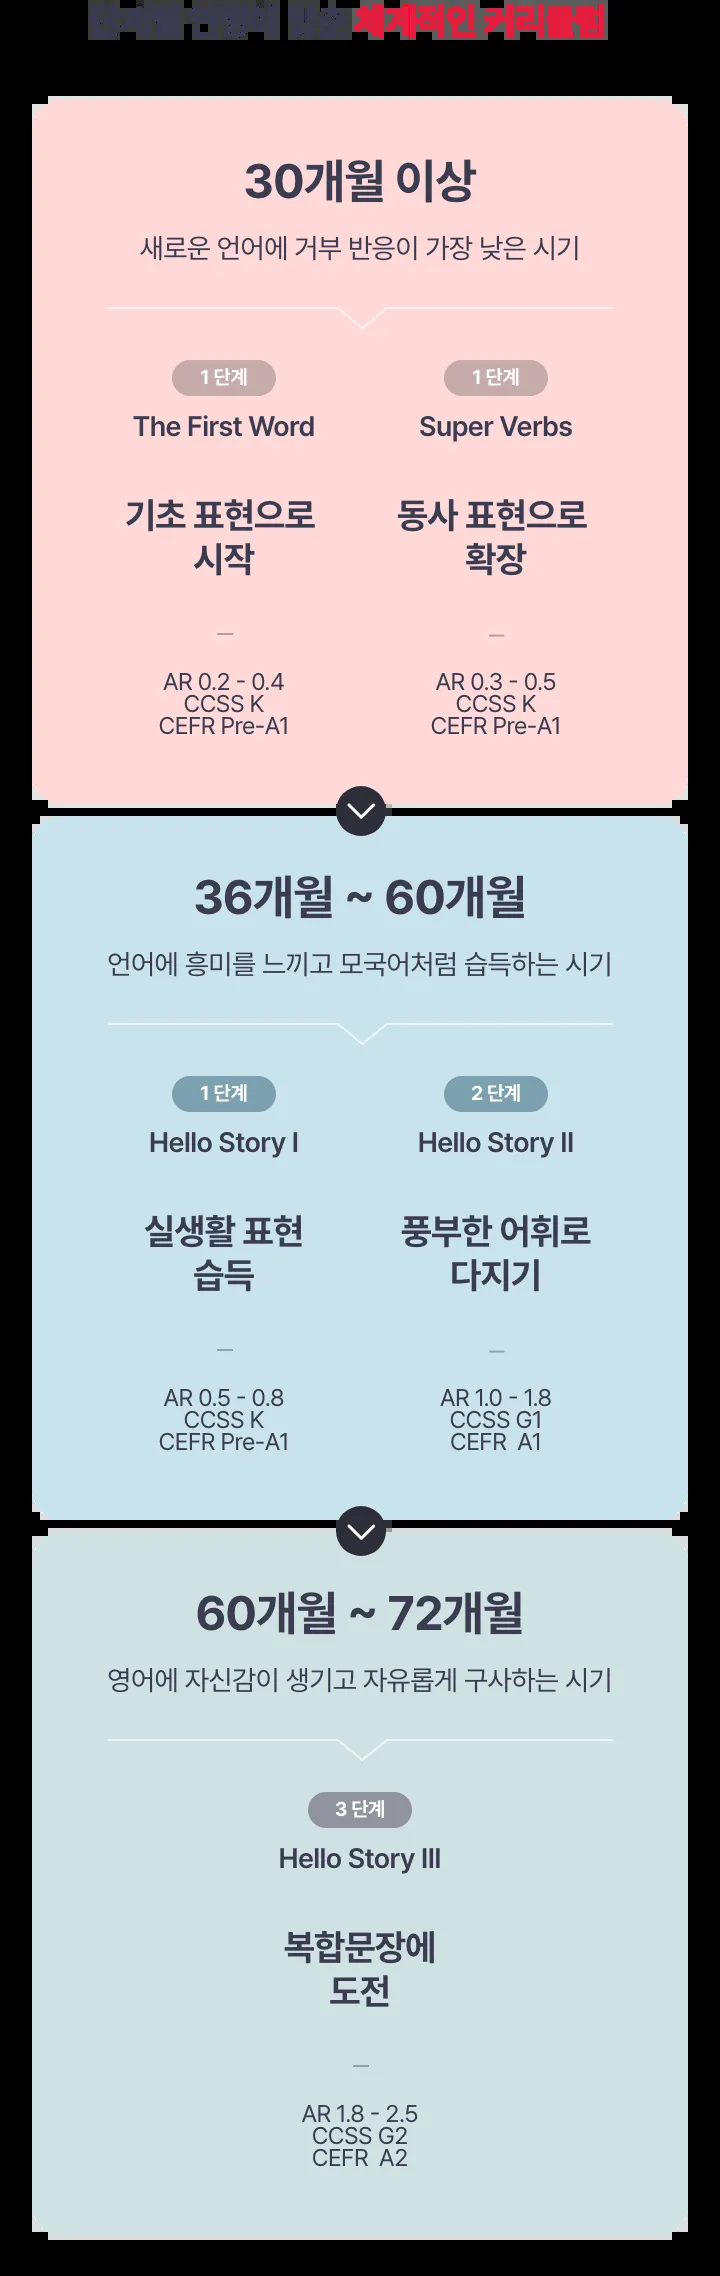 체계적인 커리큘럼
30개월 이상
새로운 언어에 거부 반응이 가장 낮은 시기
1 단계
The First Word
기초 표현으로
시작
–
AR 0.2 - 0.4
CCSS K
CEFR Pre-A1
1 단계
Super Verbs
동사 표현으로
확장
–
AR 0.3 - 0.5
CCSS K
CEFR Pre-A1
36개월 ~ 60개월
언어에 흥미를 느끼고 모국어처럼 습득하는 시기
1 단계
Hello Story I
실생활 표현
습득
–
AR 0.5 - 0.8
CCSS K
CEFR Pre-A1
2 단계
Hello Story II
풍부한 어휘로
다지기
–
AR 1.0 - 1.8
CCSS G1
CEFR  A1
60개월 ~ 72개월
영어에 자신감이 생기고 자유롭게 구사하는 시기
3 단계
Hello Story III
복합문장에
도전
–
AR 1.8 - 2.5
CCSS G2
CEFR  A2